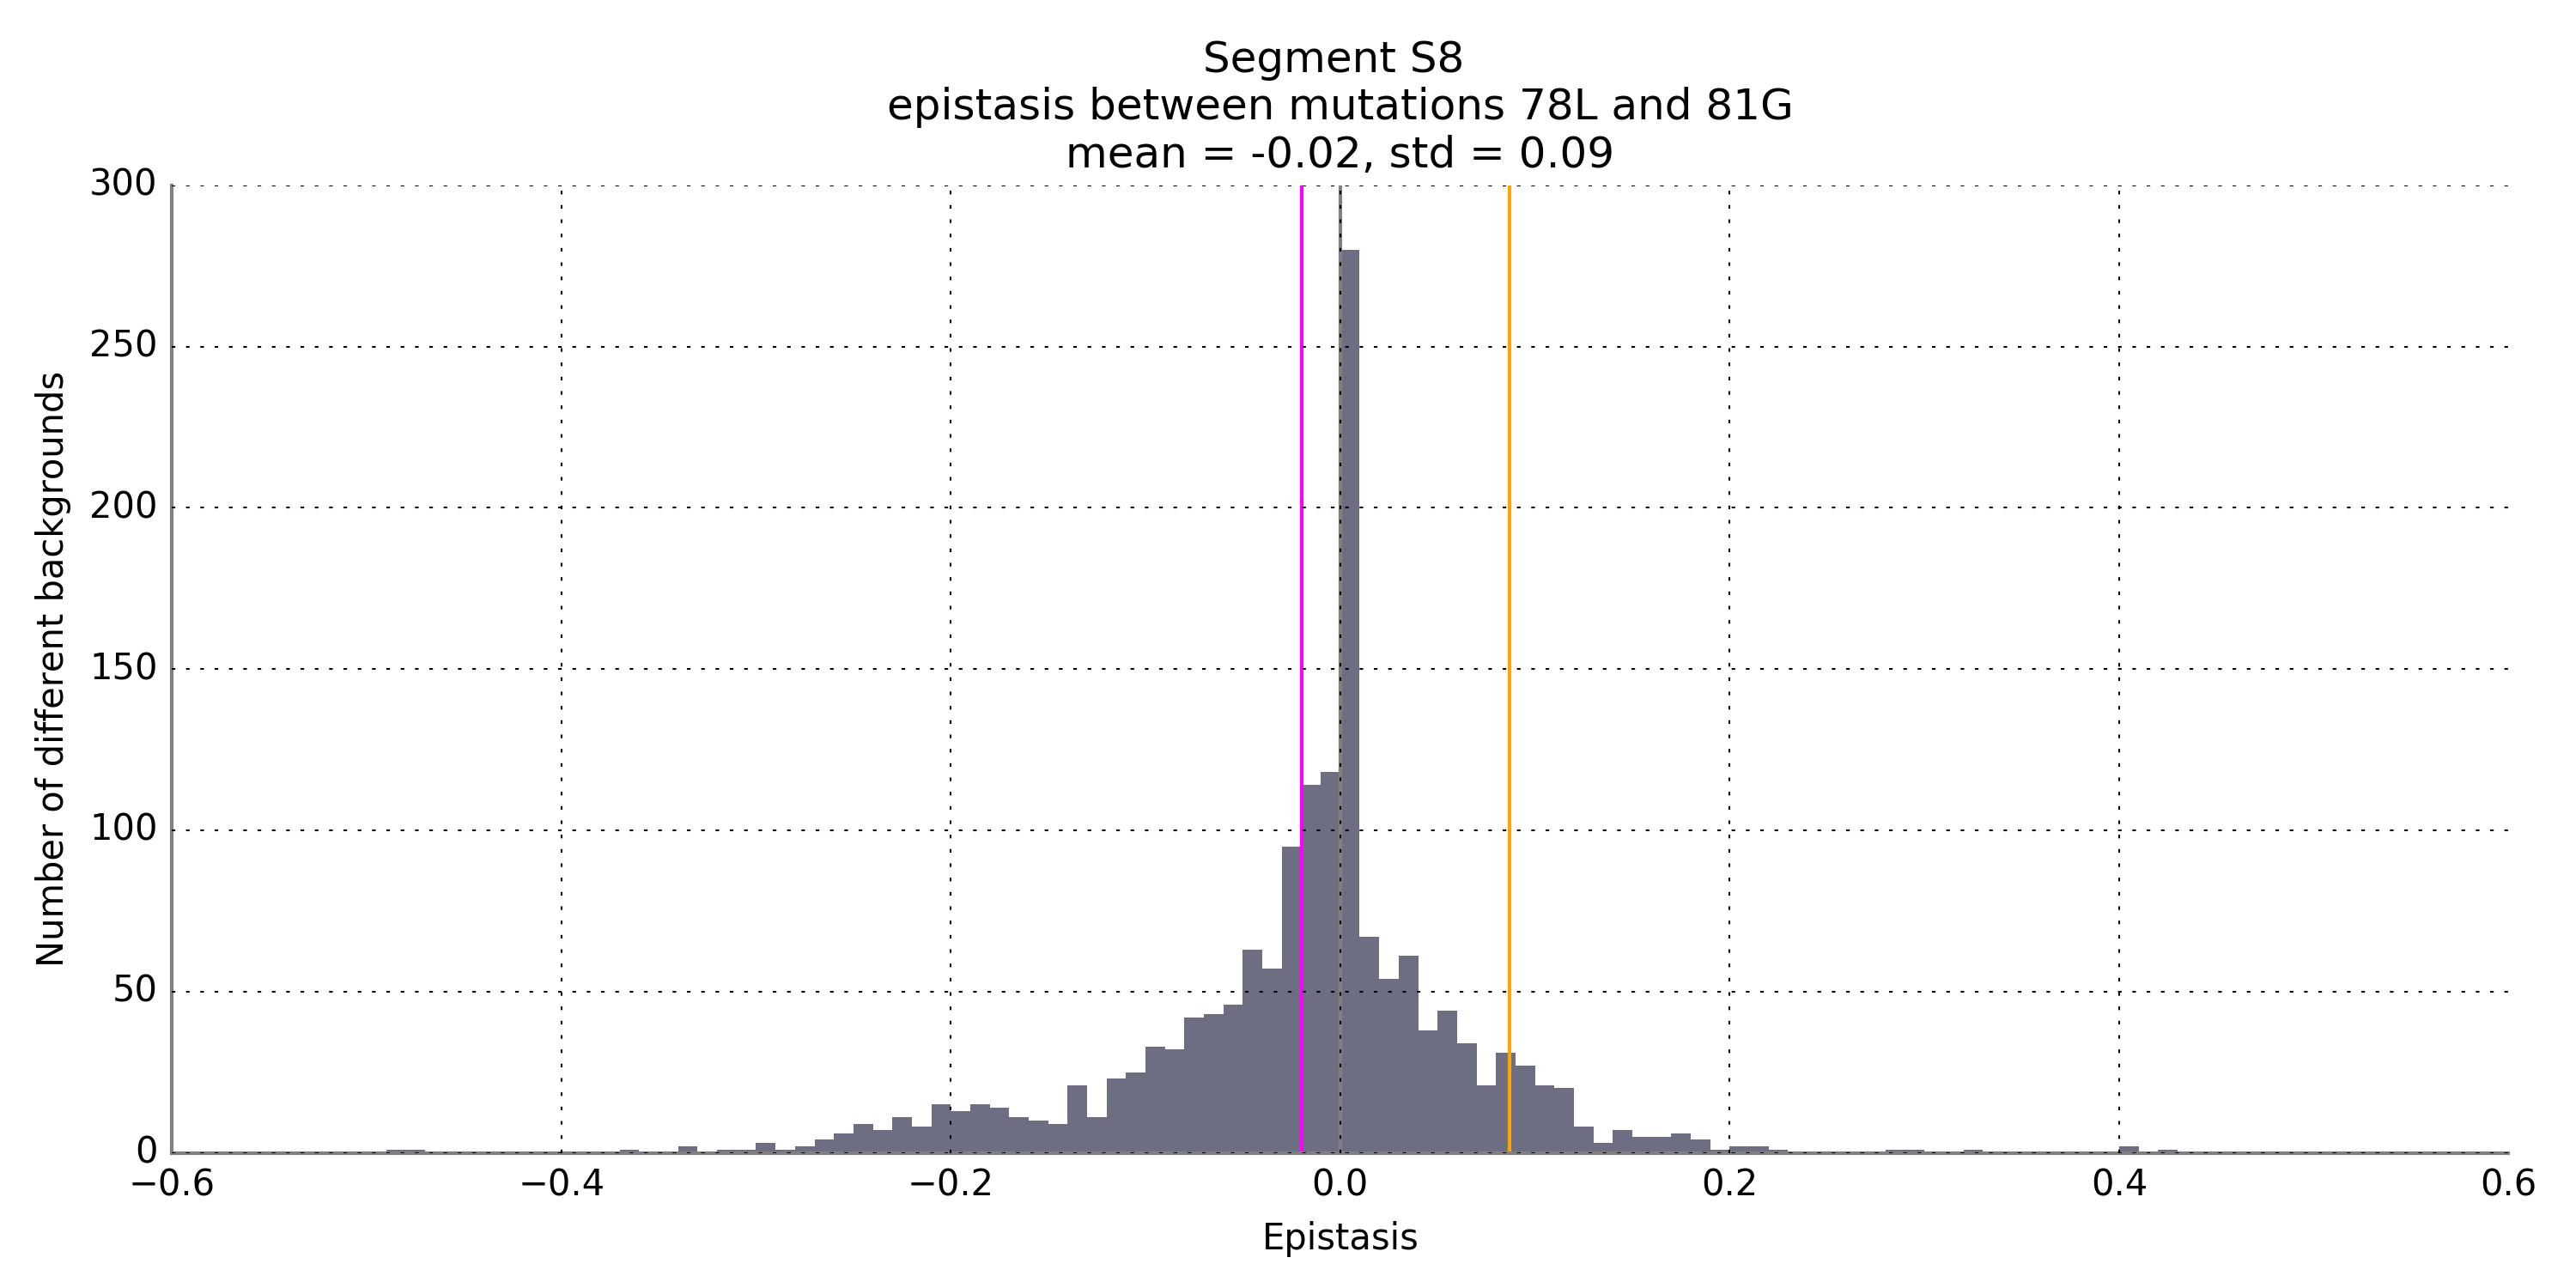 Segment S8
epistasis between mutations 78L and 81G
mean = -0.02, std = 0.09
300
250
200
150
100
50
0
Number of different backgrounds
−0.6 −0.4 −0.2 0.0 0.2 0.4 0.6
Epistasis